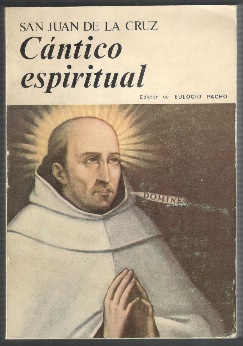 SAN JUAN DE LA CRUZ
Cántico
espiritual
Edición de EULOGIO PACHO
DOMINE